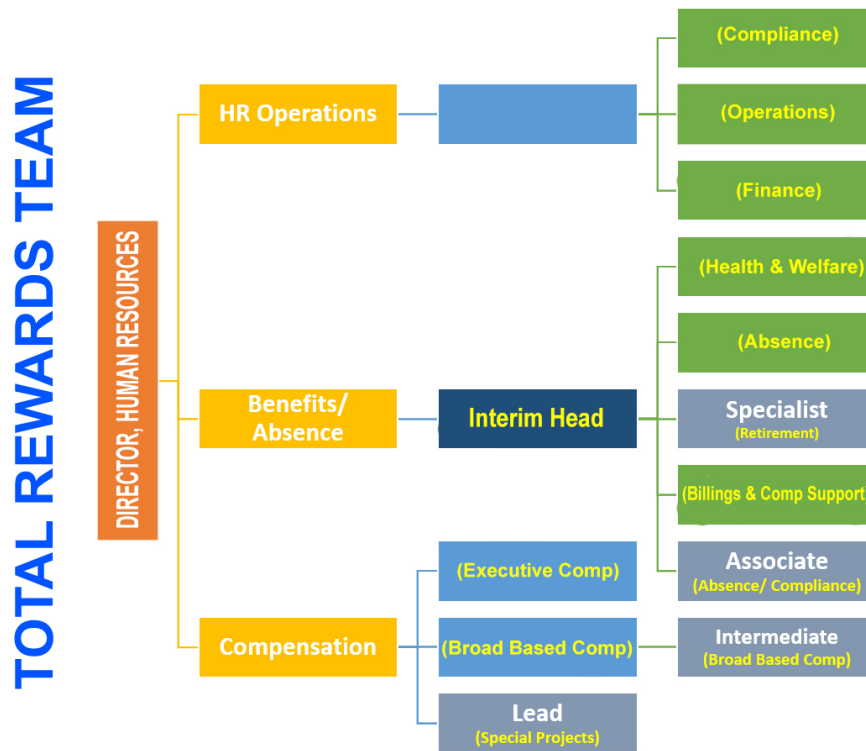 TOTAL REWARDS TEAM
DIRECTOR, HUMAN RESOURCES
HR Operations
(Compliance)
(Operations)
(Finance)
Benefits/
Absence
Interim Head
(Health & Welfare)
(Absence)
Specialist
(Retirement)
(Billings & Comp Support)
Associate
(Absence/ Compliance)
Compensation
(Executive Comp)
(Broad Based Comp)
Intermediate
(Broad Based Comp)
Lead
(Special Projects)